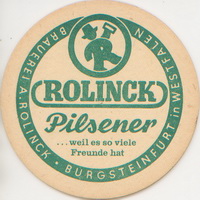 R
ROLINCK
Pilsener
...weil es so viele
Freunde hat
BRAUEREI A. ROLINCK · BURGSTEINFURT in WESTFALEN